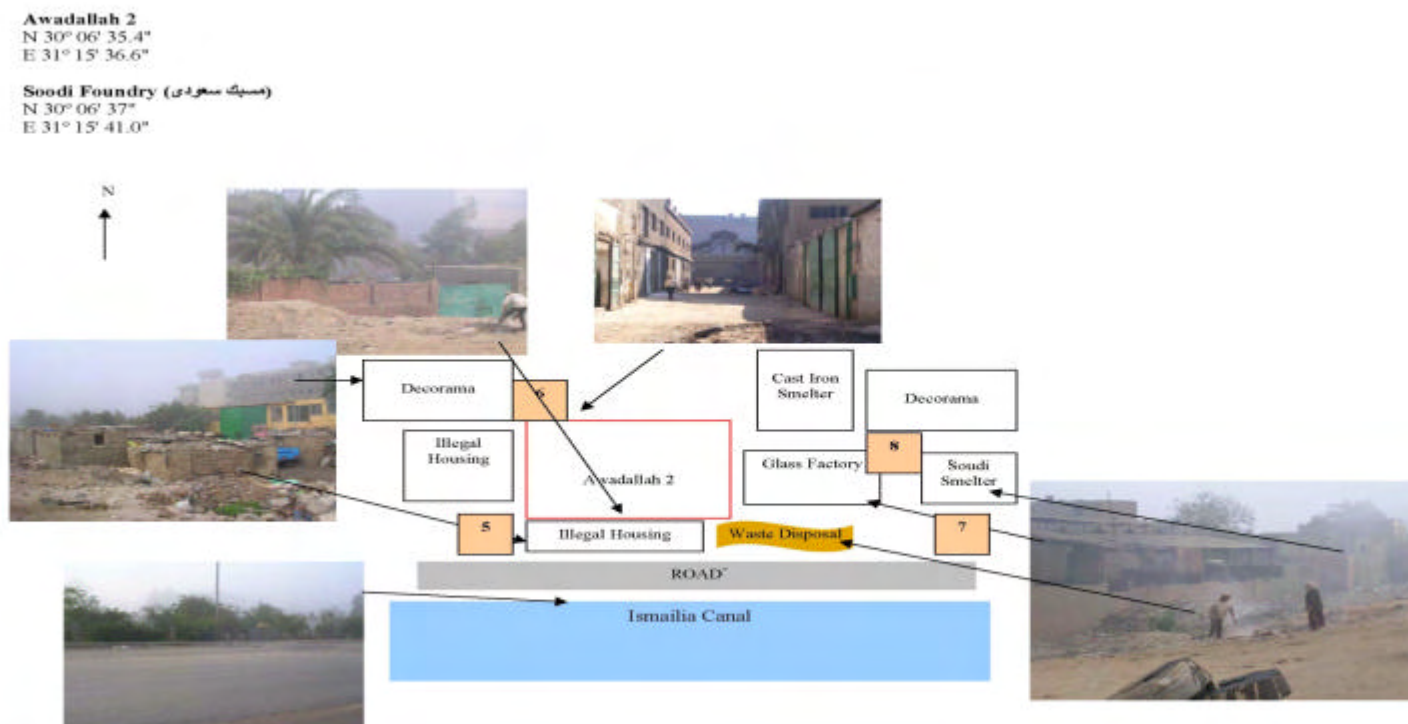 Awadallah 2
N 30° 06' 35.4"
E 31° 15' 36.6"
Soodi Foundry (مسبك سعودى)
N 30° 06' 37"
E 31° 15' 41.0"
N
Decorama
6
Cast Iron
Smelter
Decorama
Illegal
Housing
Awadallah 2
Glass Factory
8
Soudi
Smelter
5
Illegal Housing
Waste Disposal
7
ROAD"
Ismailia Canal